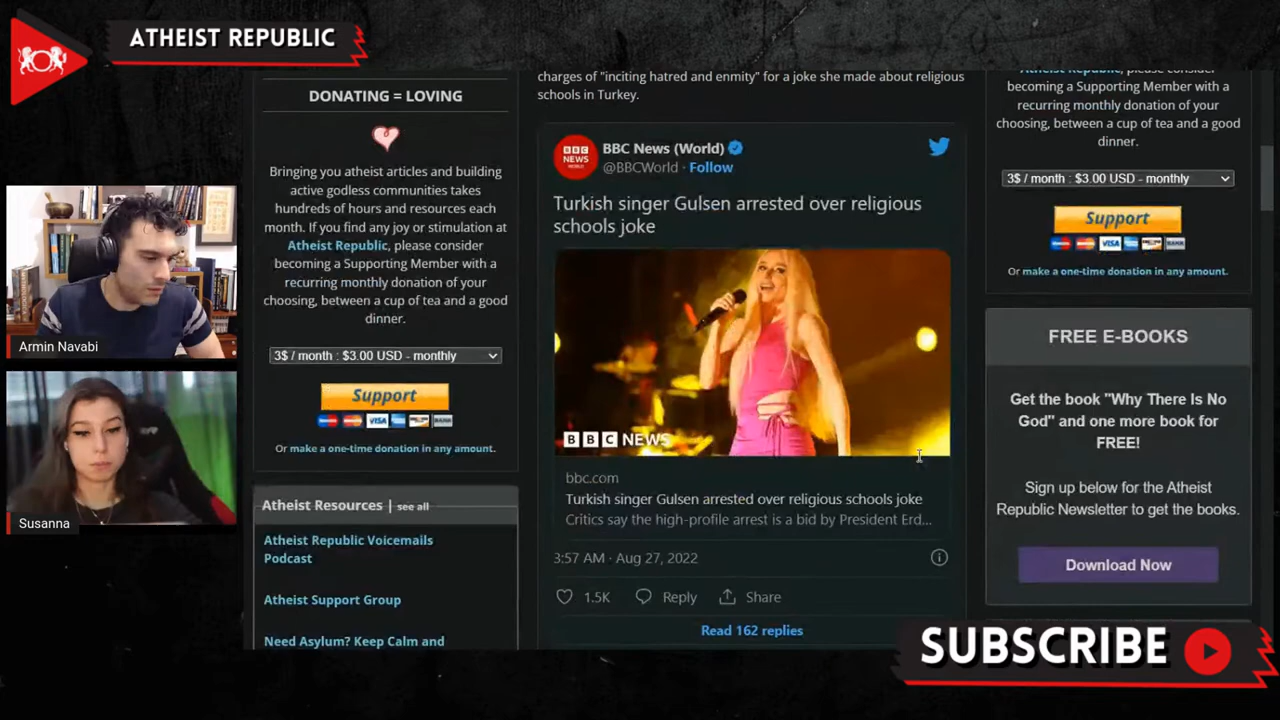 ATHEIST REPUBLIC
DONATING = LOVING
Bringing you atheist articles and building
active godless communities takes
hundreds of hours and resources each
month. If you find any joy or stimulation at
Atheist Republic, please consider
becoming a Supporting Member with a
recurring monthly donation of your
choosing, between a cup of tea and a good
dinner.
3$ / month : $3.00 USD - monthly
Support
VISA
BANK
Or make a one-time donation in any amount.
Atheist Resources | see all
Atheist Republic Voicemails
Podcast
Atheist Support Group
Need Asylum? Keep Calm and
charges of "inciting hatred and enmity" for a joke she made about religious
schools in Turkey.
BBC
NEWS
WORLD
BBC News (World)
@BBCWorld · Follow
Turkish singer Gulsen arrested over religious
schools joke
BBC NEWS
bbc.com
Turkish singer Gulsen arrested over religious schools joke
Critics say the high-profile arrest is a bid by President Erd...
3:57 AM · Aug 27, 2022
1.5K
Reply
Share
Read 162 replies
Atheist Republic, please consider
becoming a Supporting Member with a
recurring monthly donation of your
choosing, between a cup of tea and a good
dinner.
3$ / month : $3.00 USD - monthly
Support
VISA
BANK
Or make a one-time donation in any amount.
FREE E-BOOKS
Get the book "Why There Is No
God" and one more book for
FREE!
Sign up below for the Atheist
Republic Newsletter to get the books.
Download Now
Armin Navabi
Susanna
SUBSCRIBE